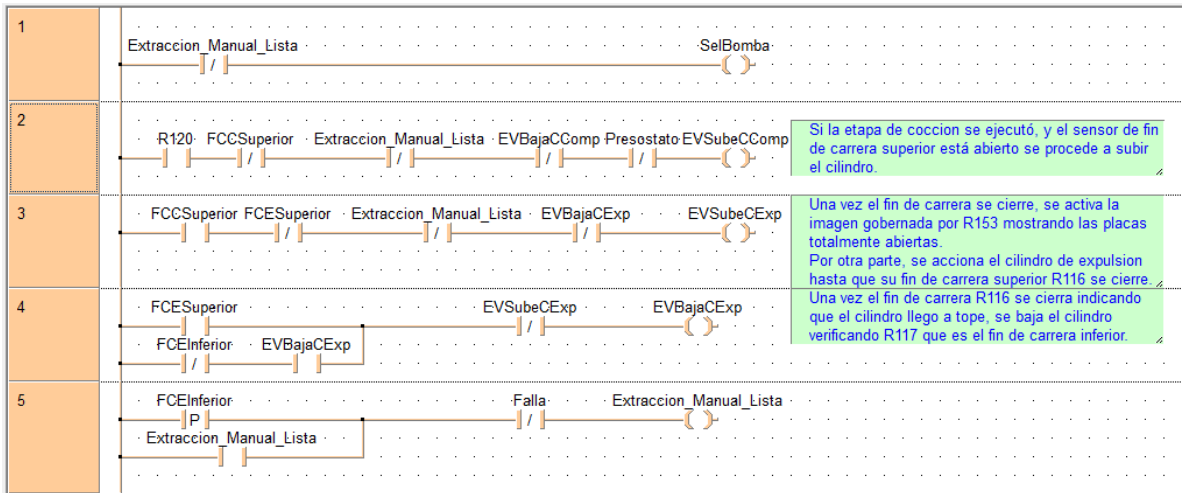 1
Extraccion_Manual_Lista SelBomba
2
R120 FCCSuperior Extraccion_Manual_Lista EVBajaCComp Presostato EVSubeCComp
Si la etapa de coccion se ejecutó, y el sensor de fin
de carrera superior está abierto se procede a subir
el cilindro.
3
FCCSuperior FCESuperior Extraccion_Manual_Lista EVBajaCExp EVSubeCExp
Una vez el fin de carrera se cierre, se activa la
imagen gobernada por R153 mostrando las placas
totalmente abiertas.
Por otra parte, se acciona el cilindro de expulsion
hasta que su fin de carrera superior R116 se cierre.
4
FCESuperior EVSubeCExp EVBajaCExp
FCEInferior EVBajaCExp
Una vez el fin de carrera R116 se cierra indicando
que el cilindro llego a tope, se baja el cilindro
verificando R117 que es el fin de carrera inferior.
5
FCEInferior Falla Extraccion_Manual_Lista
P
Extraccion_Manual_Lista